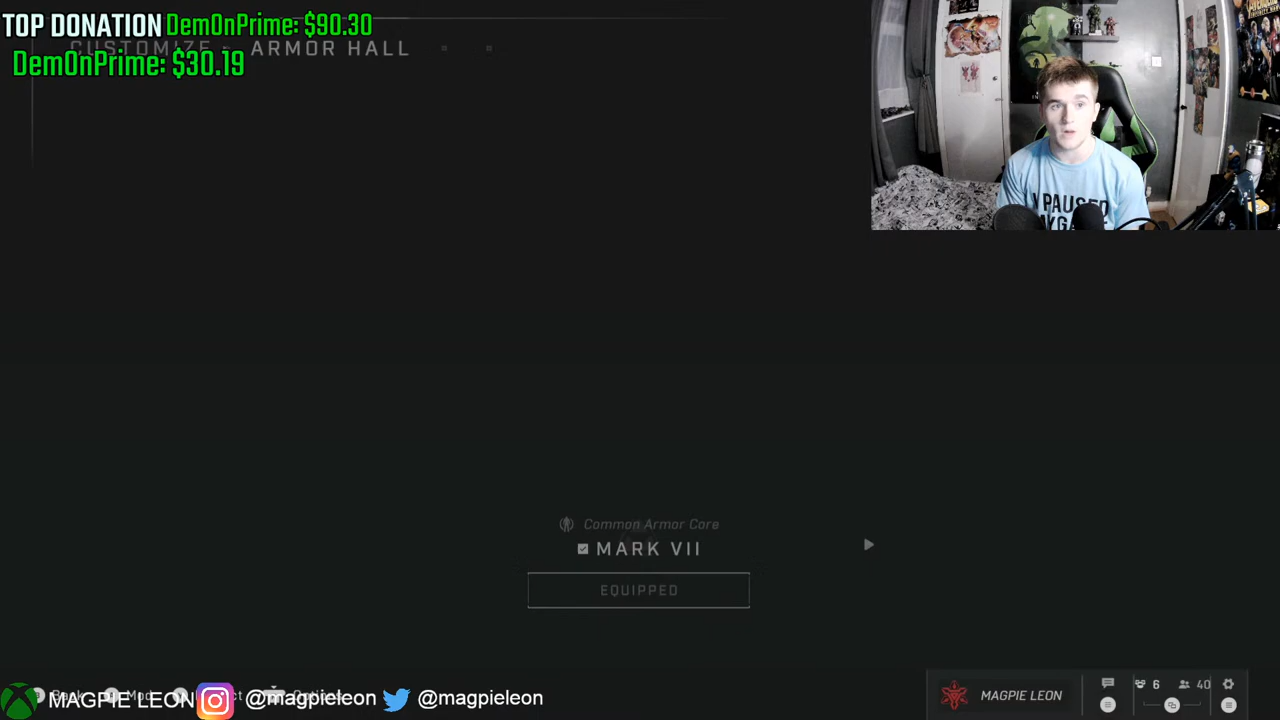 TOP DONATION DemOnPrime: $90.30
CUSTOMIZE ARMOR HALL
DemOnPrime: $30.19
I PAUSED
Common Armor Core
MARK VII
EQUIPPED
MAGPIE LEON @magpieleon @magpieleon
MAGPIE LEON 6 40